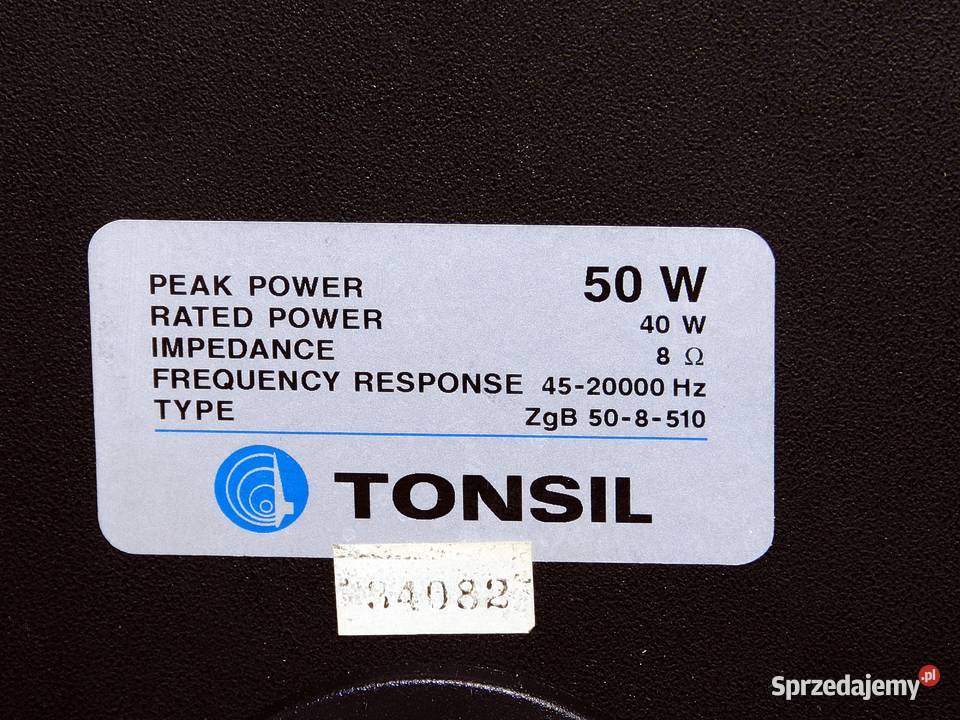 PEAK POWER 50 W
RATED POWER 40 W
IMPEDANCE 8 Ω
FREQUENCY RESPONSE 45-20000 Hz
TYPE ZgB 50-8-510
TONSIL
34082
Sprzedajemy.pl